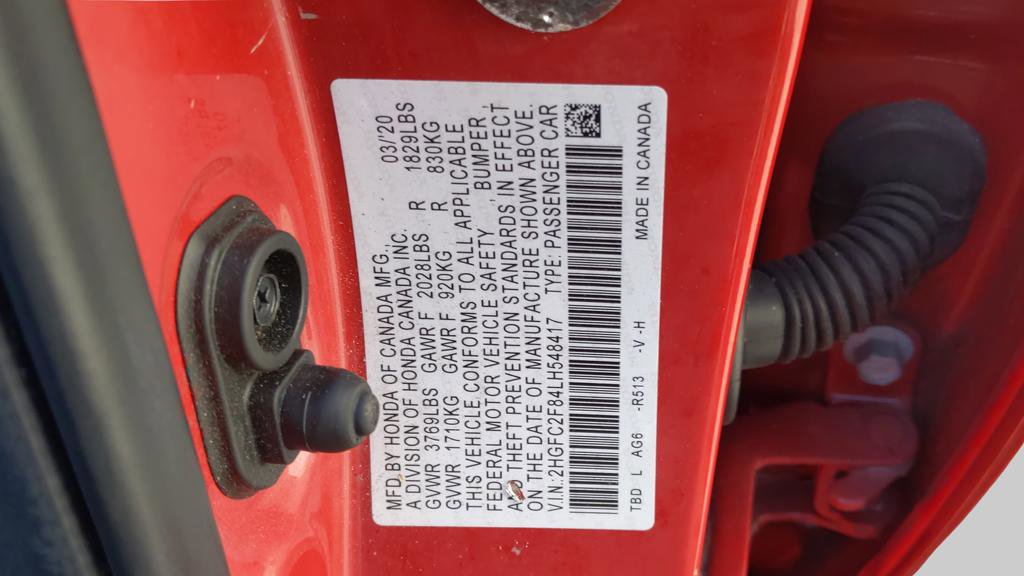 MFD.BY HONDA OF CANADA MFG., 03/20
A DIVISION OF HONDA CANADA INC.
GVWR 3769LBS GAWR F 2028LBS R 1829LBS
GVWR 1710KG GAWR F 920KG R 830KG
THIS VEHICLE CONFORMS TO ALL APPLICABLE
FEDERAL MOTOR VEHICLE SAFETY, BUMPER,
AND THEFT PREVENTION STANDARDS IN EFFECT
ON THE DATE OF MANUFACTURE SHOWN ABOVE.
V.I.N.:2HGFC2F84LH548417 TYPE: PASSENGER CAR
TBD L AG6 -R513 -V -H MADE IN CANADA